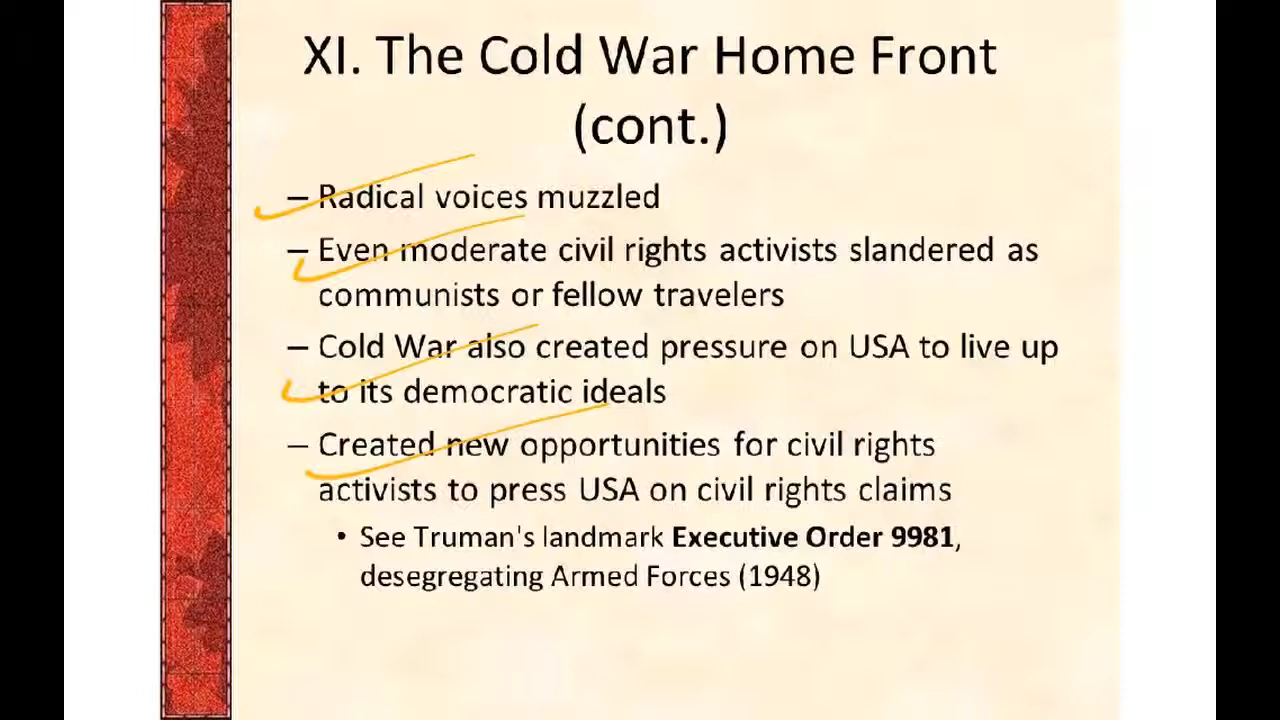 XI. The Cold War Home Front
(cont.)
– Radical voices muzzled
– Even moderate civil rights activists slandered as
communists or fellow travelers
– Cold War also created pressure on USA to live up
to its democratic ideals
– Created new opportunities for civil rights
activists to press USA on civil rights claims
• See Truman's landmark Executive Order 9981,
desegregating Armed Forces (1948)